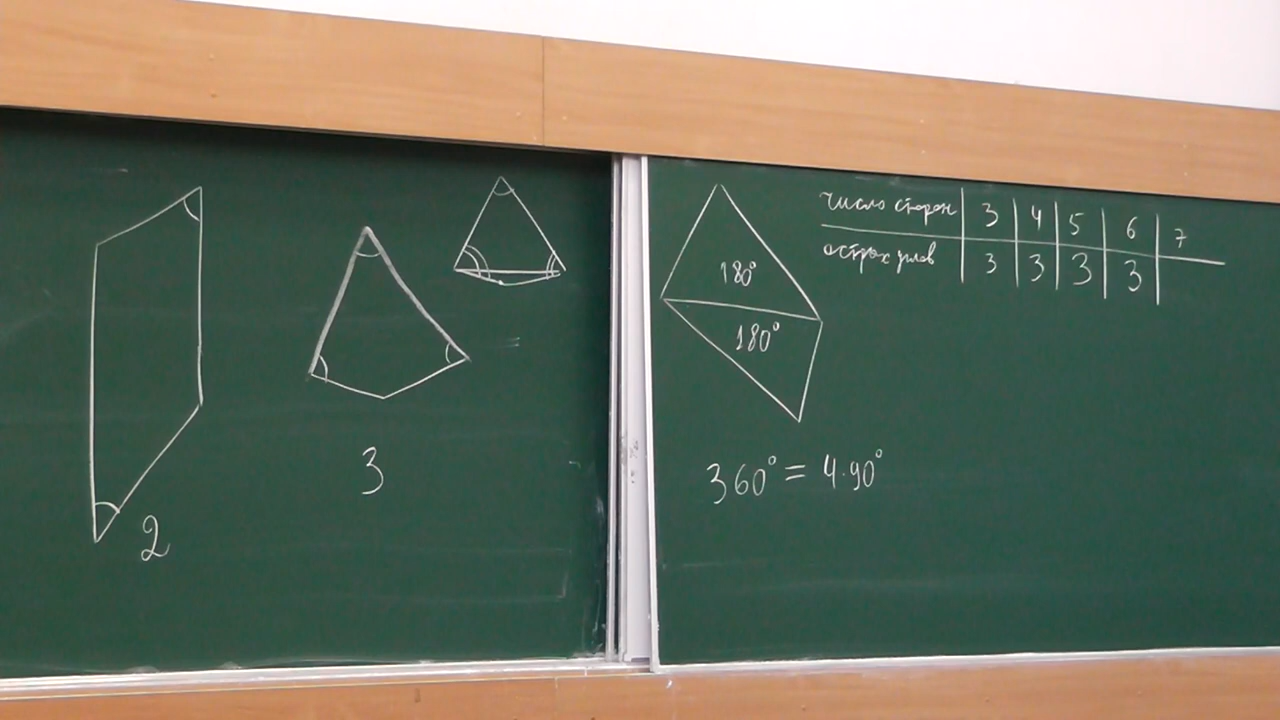 2
3
180°
180°
360° = 4·90°
число сторон 3 4 5 6 7
острых углов 3 3 3 3